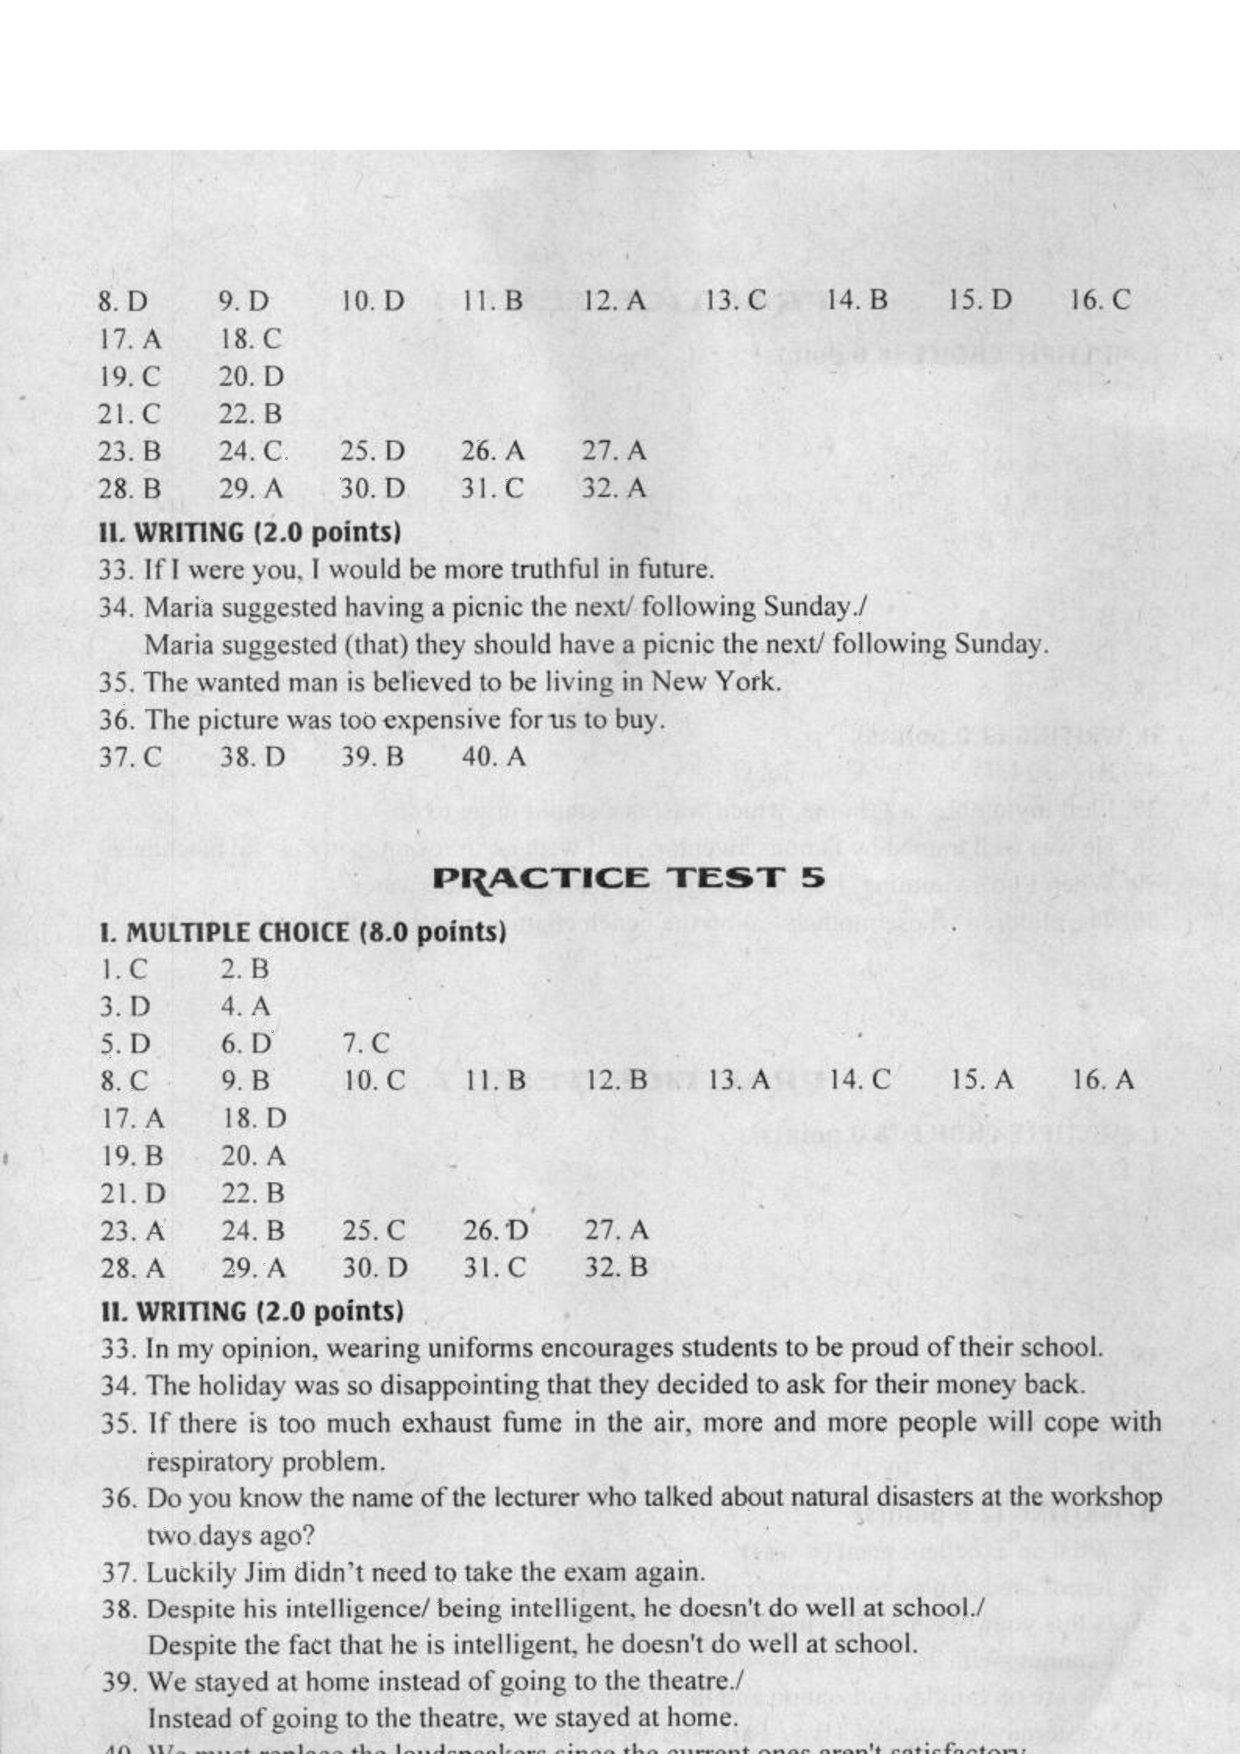 8. D 9. D 10. D 11. B 12. A 13. C 14. B 15. D 16. C
17. A 18. C
19. C 20. D
21. C 22. B
23. B 24. C 25. D 26. A 27. A
28. B 29. A 30. D 31. C 32. A
II. WRITING (2.0 points)
33. If I were you, I would be more truthful in future.
34. Maria suggested having a picnic the next/ following Sunday./
Maria suggested (that) they should have a picnic the next/ following Sunday.
35. The wanted man is believed to be living in New York.
36. The picture was too expensive for us to buy.
37. C 38. D 39. B 40. A
PRACTICE TEST 5
I. MULTIPLE CHOICE (8.0 points)
1. C 2. B
3. D 4. A
5. D 6. D 7. C
8. C 9. B 10. C 11. B 12. B 13. A 14. C 15. A 16. A
17. A 18. D
19. B 20. A
21. D 22. B
23. A 24. B 25. C 26. D 27. A
28. A 29. A 30. D 31. C 32. B
II. WRITING (2.0 points)
33. In my opinion, wearing uniforms encourages students to be proud of their school.
34. The holiday was so disappointing that they decided to ask for their money back.
35. If there is too much exhaust fume in the air, more and more people will cope with
respiratory problem.
36. Do you know the name of the lecturer who talked about natural disasters at the workshop
two days ago?
37. Luckily Jim didn't need to take the exam again.
38. Despite his intelligence/ being intelligent, he doesn't do well at school./
Despite the fact that he is intelligent, he doesn't do well at school.
39. We stayed at home instead of going to the theatre./
Instead of going to the theatre, we stayed at home.
40. We must replace the loudspeakers since the current ones aren't satisfactory.